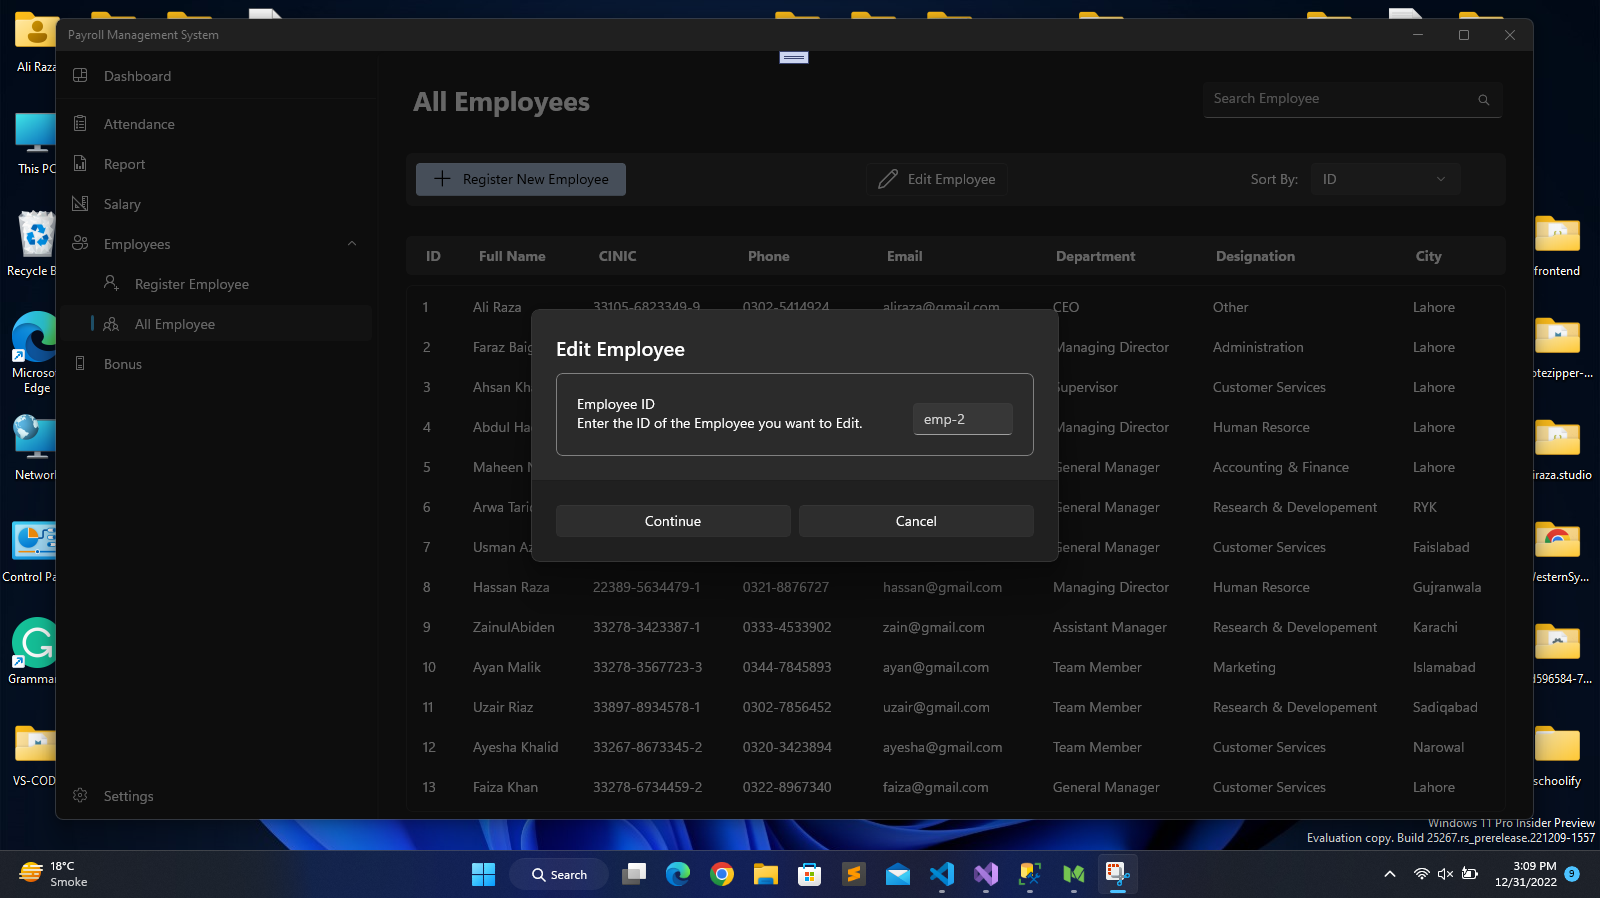 Payroll Management System
Ali Raza
This PC
Recycle B
Microso
Edge
Networ
Control Pa
Gramma
VS-COD
Dashboard
Attendance
Report
Salary
Employees
Register Employee
All Employee
Bonus
Settings
All Employees
Search Employee
Register New Employee
Edit Employee
Sort By: ID
ID Full Name CINIC Phone Email Department Designation City
1 Ali Raza 33105-6823349-9 0302-5414924 aliraza@gmail.com CEO Other Lahore
2 Faraz Baig Managing Director Administration Lahore
3 Ahsan Kh Supervisor Customer Services Lahore
4 Abdul Ha Managing Director Human Resorce Lahore
5 Maheen General Manager Accounting & Finance Lahore
6 Arwa Tari General Manager Research & Developement RYK
7 Usman Az General Manager Customer Services Faislabad
8 Hassan Raza 22389-5634479-1 0321-8876727 hassan@gmail.com Managing Director Human Resorce Gujranwala
9 ZainulAbiden 33278-3423387-1 0333-4533902 zain@gmail.com Assistant Manager Research & Developement Karachi
10 Ayan Malik 33278-3567723-3 0344-7845893 ayan@gmail.com Team Member Marketing Islamabad
11 Uzair Riaz 33897-8934578-1 0302-7856452 uzair@gmail.com Team Member Research & Developement Sadiqabad
12 Ayesha Khalid 33267-8673345-2 0320-3423894 ayesha@gmail.com Team Member Customer Services Narowal
13 Faiza Khan 33278-6734459-2 0322-8967340 faiza@gmail.com General Manager Customer Services Lahore
Edit Employee
Employee ID
Enter the ID of the Employee you want to Edit.
emp-2
Continue
Cancel
frontend
otezipper-...
iraza.studio
esternSy...
596584-7...
schoolify
Windows 11 Pro Insider Preview
Evaluation copy. Build 25267.rs_prerelease.221209-1557
18°C
Smoke
Search
3:09 PM
12/31/2022
9